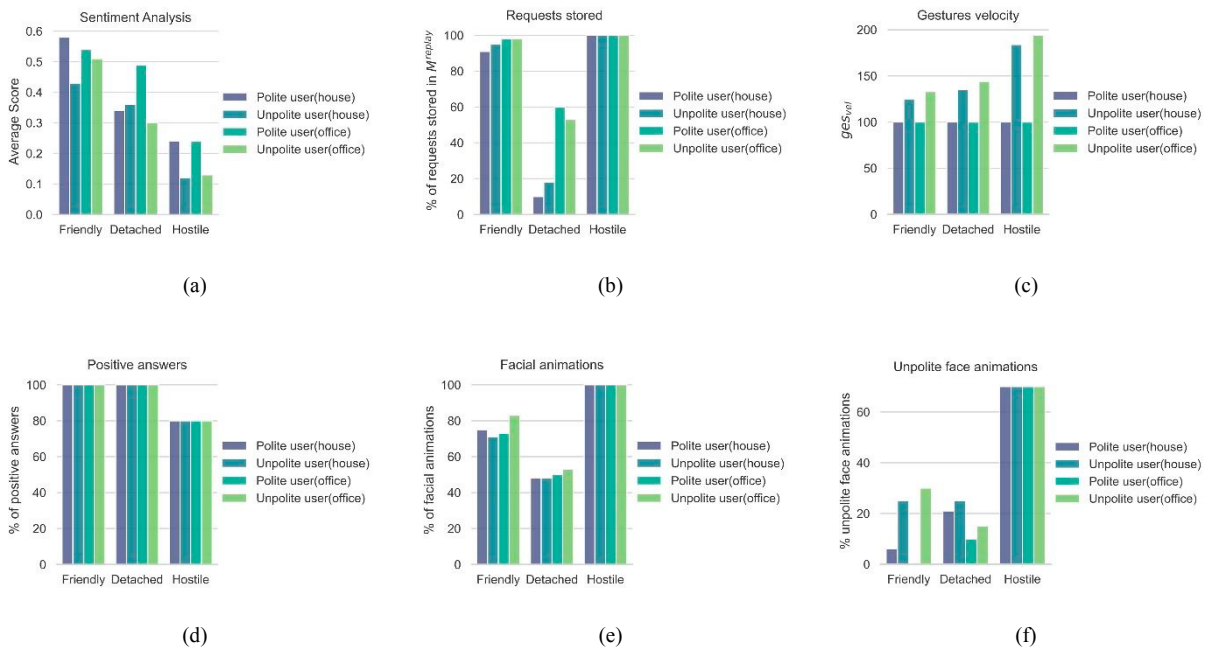 Sentiment Analysis
Average Score
0.6
0.5
0.4
0.3
0.2
0.1
0.0
Friendly Detached Hostile
Polite user(house)
Unpolite user(house)
Polite user(office)
Unpolite user(office)
(a)
Requests stored
% of requests stored in M^replay
100
80
60
40
20
0
Friendly Detached Hostile
Polite user(house)
Unpolite user(house)
Polite user(office)
Unpolite user(office)
(b)
Gestures velocity
ges_vel
200
150
100
50
0
Friendly Detached Hostile
Polite user(house)
Unpolite user(house)
Polite user(office)
Unpolite user(office)
(c)
Positive answers
% of positive answers
100
80
60
40
20
0
Friendly Detached Hostile
Polite user(house)
Unpolite user(house)
Polite user(office)
Unpolite user(office)
(d)
Facial animations
% of facial animations
100
80
60
40
20
0
Friendly Detached Hostile
Polite user(house)
Unpolite user(house)
Polite user(office)
Unpolite user(office)
(e)
Unpolite face animations
% unpolite face animations
60
40
20
0
Friendly Detached Hostile
Polite user(house)
Unpolite user(house)
Polite user(office)
Unpolite user(office)
(f)